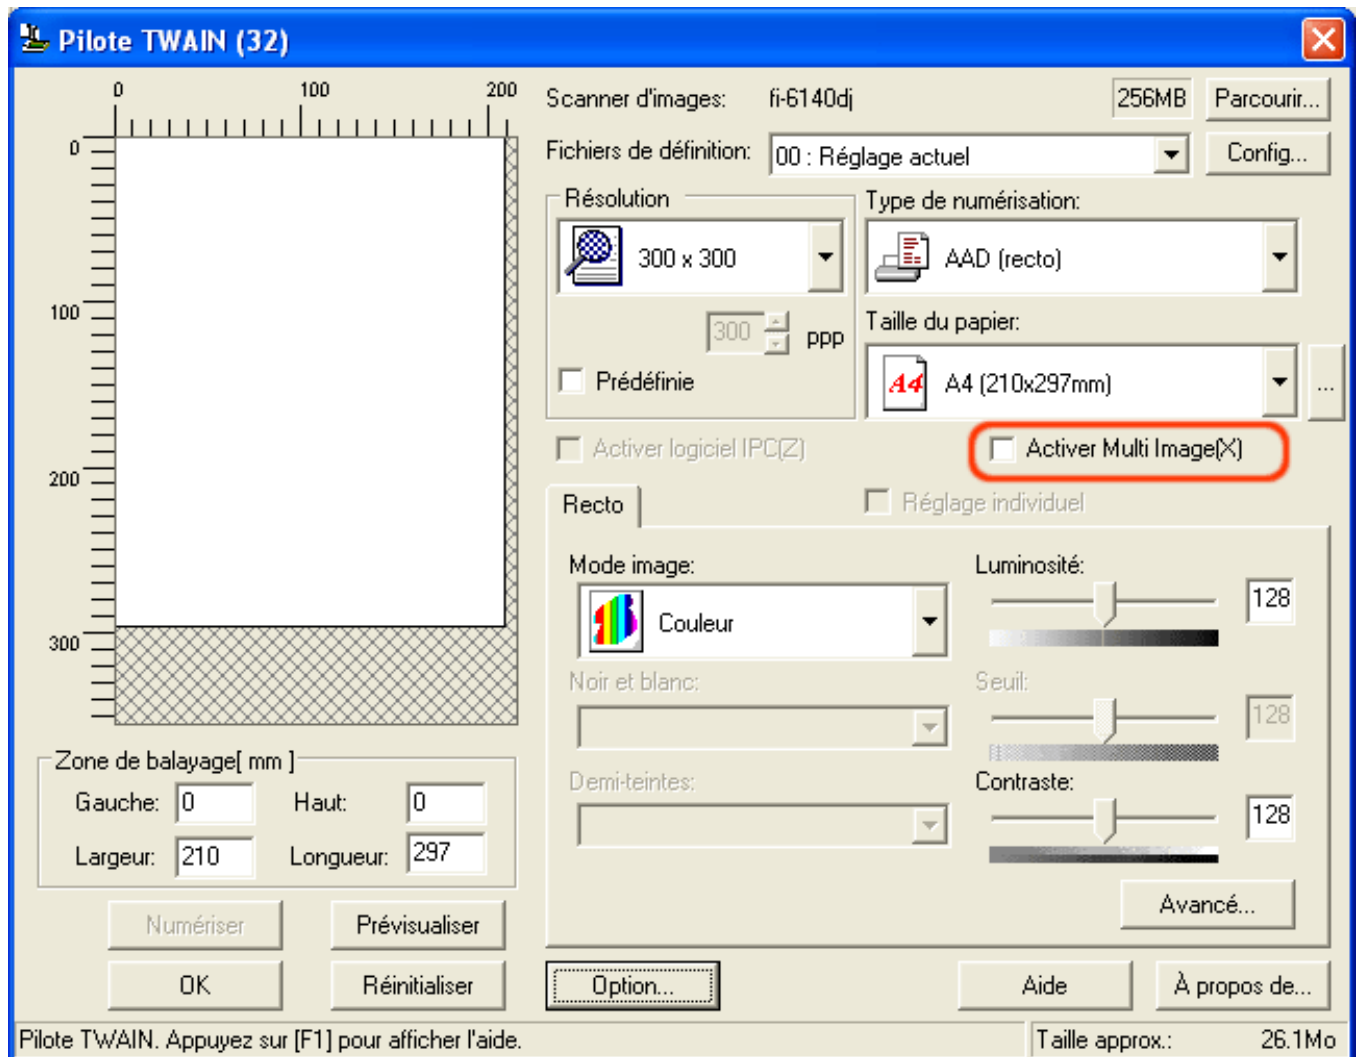 Pilote TWAIN (32)
0 100 200
0
100
200
300
Scanner d'images: fi-6140dj 256MB Parcourir...
Fichiers de définition: 00 : Réglage actuel Config...
Résolution
300 x 300
300 ppp
Prédéfinie
Type de numérisation:
AAD (recto)
Taille du papier:
A4 A4 (210x297mm) ...
Activer logiciel IPC(Z) Activer Multi Image(X)
Recto Réglage individuel
Mode image:
Couleur
Noir et blanc:
Demi-teintes:
Luminosité:
128
Seuil:
128
Contraste:
128
Avancé...
Zone de balayage[ mm ]
Gauche: 0 Haut: 0
Largeur: 210 Longueur: 297
Numériser Prévisualiser
OK Réinitialiser Option... Aide À propos de...
Pilote TWAIN. Appuyez sur [F1] pour afficher l'aide. Taille approx.: 26.1Mo